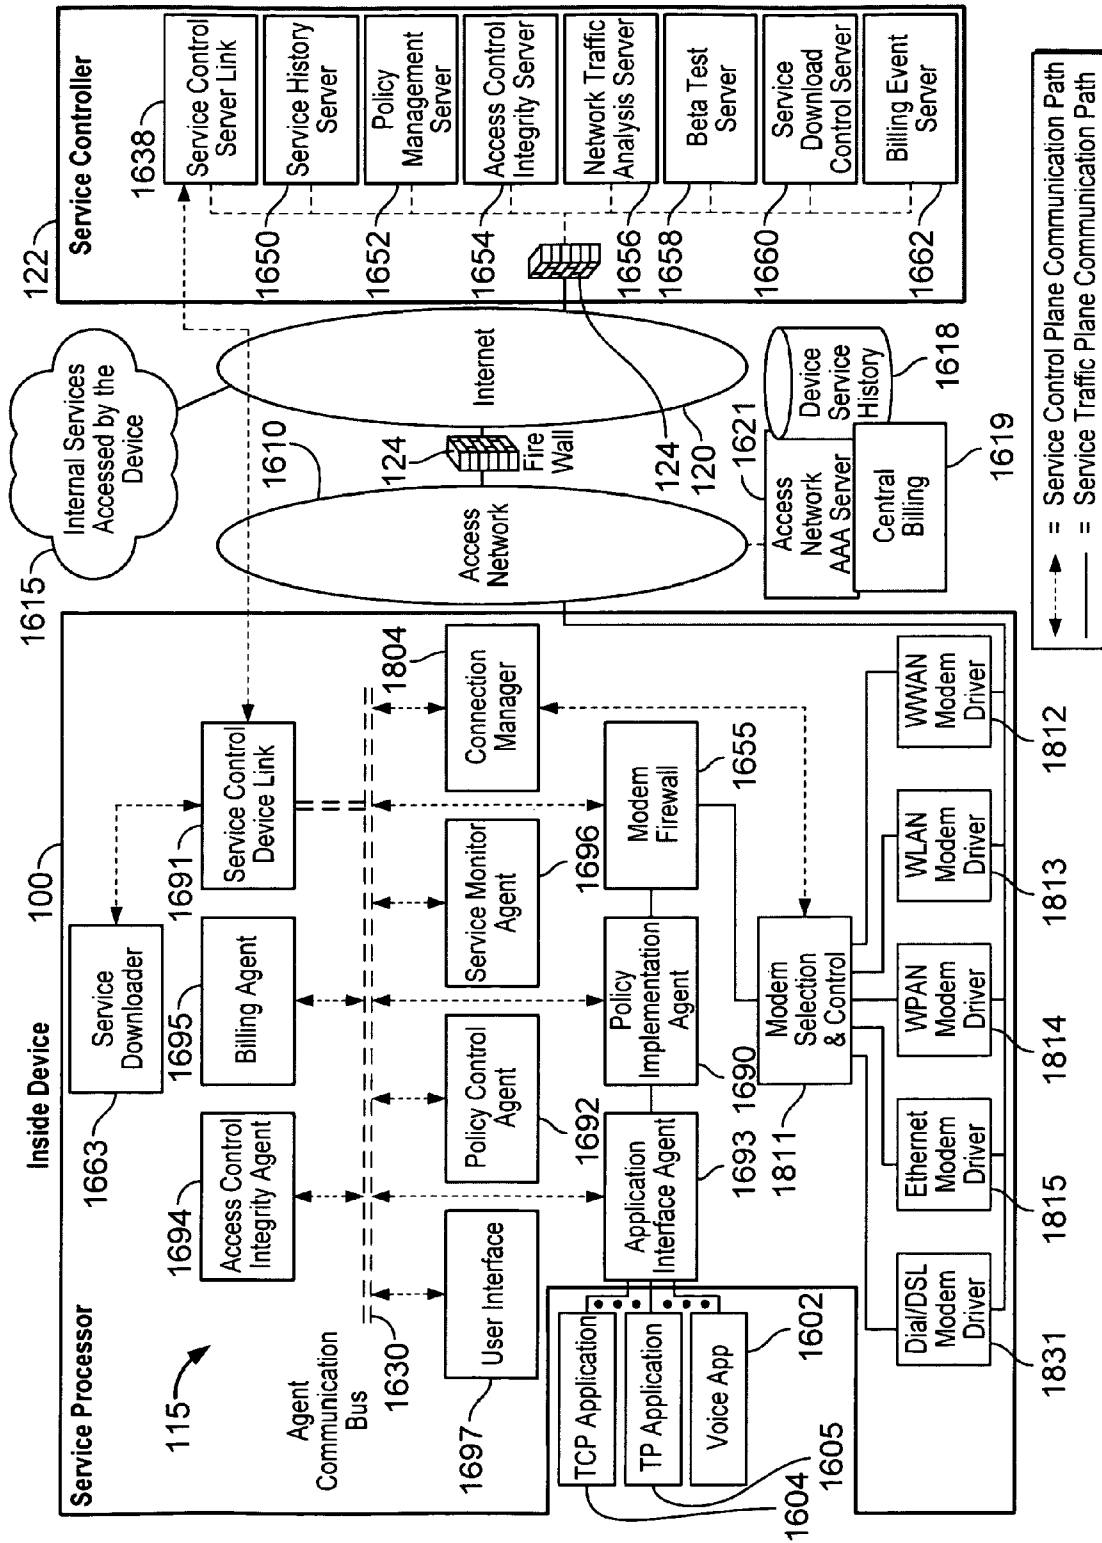 Inside Device
100
Service Processor
115
Service
Downloader
1663
1694
Access Control
Integrity Agent
1695
Billing Agent
1691
Service Control
Device Link
Agent
Communication
Bus
1630
User Interface
1697
Policy Control
Agent
1692
Service Monitor
Agent
1696
Connection
Manager
1804
TCP Application
TP Application
Voice App
1604
1605
1602
Application
Interface Agent
1693
Policy
Implementation
Agent
1690
Modem
Firewall
1655
Modem
Selection
& Control
1811
Dial/DSL
Modem
Driver
1831
Ethernet
Modem
Driver
1815
WPAN
Modem
Driver
1814
WLAN
Modem
Driver
1813
WWAN
Modem
Driver
1812
1615
Internal Services
Accessed by the
Device
1610
Access
Network
124
Fire
Wall
Internet
124
120
1621
Access
Network
AAA Server
Device
Service
History
1618
Central
Billing
1619
122
Service Controller
1638
Service Control
Server Link
1650
Service History
Server
1652
Policy
Management
Server
1654
Access Control
Integrity Server
1656
Network Traffic
Analysis Server
1658
Beta Test
Server
1660
Service
Download
Control Server
1662
Billing Event
Server
= Service Control Plane Communication Path
= Service Traffic Plane Communication Path